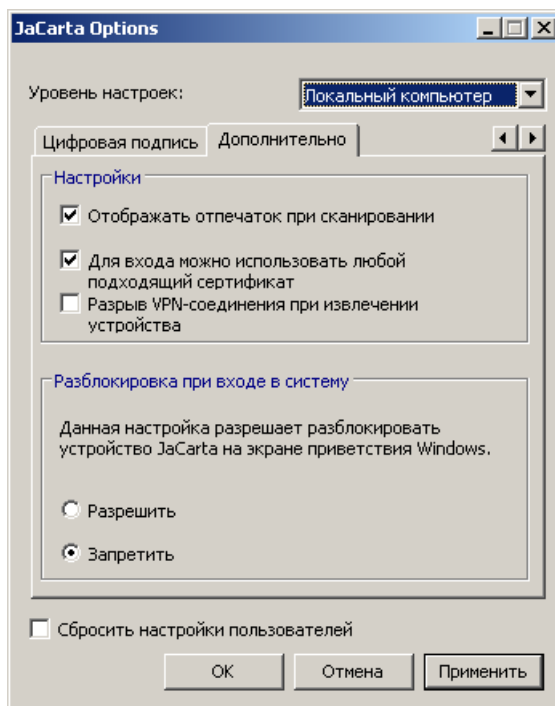 JaCarta Options
Уровень настроек: Локальный компьютер
Цифровая подпись Дополнительно
Настройки
Отображать отпечаток при сканировании
Для входа можно использовать любой
подходящий сертификат
Разрыв VPN-соединения при извлечении
устройства
Разблокировка при входе в систему
Данная настройка разрешает разблокировать
устройство JaCarta на экране приветствия Windows.
Разрешить
Запретить
Сбросить настройки пользователей
ОК Отмена Применить